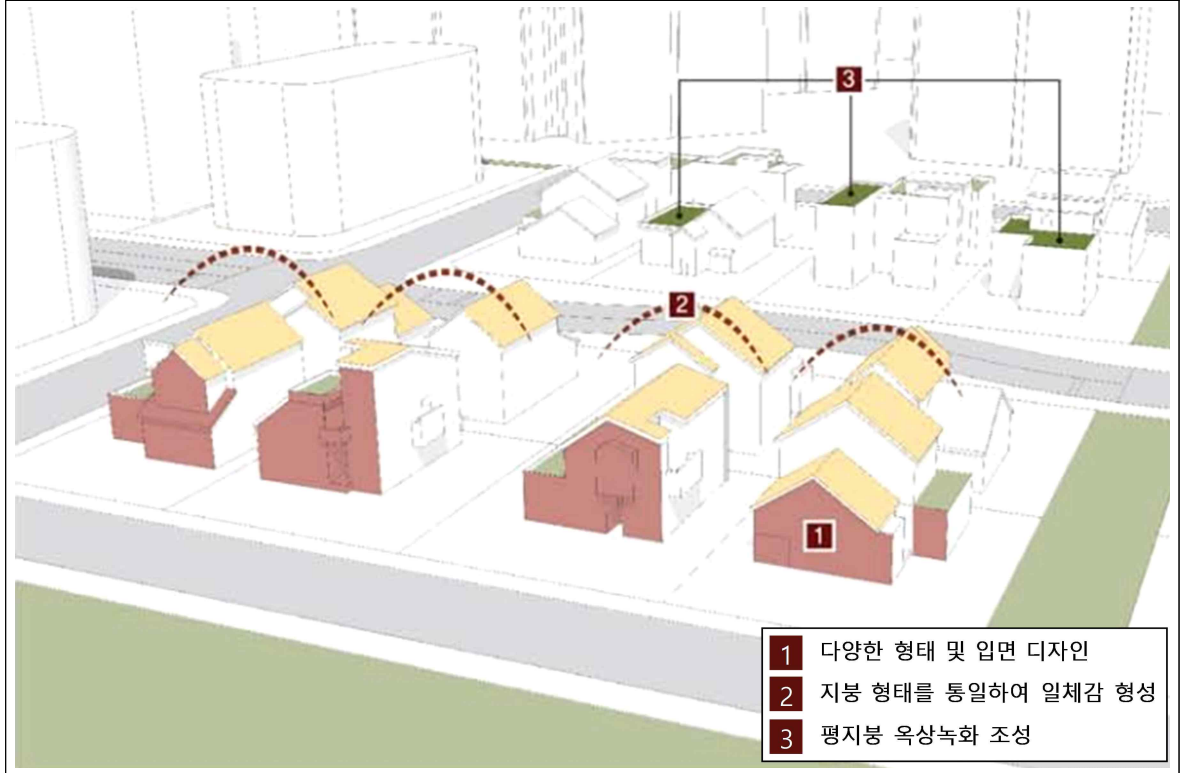 3
2
1
1 다양한 형태 및 입면 디자인
2 지붕 형태를 통일하여 일체감 형성
3 평지붕 옥상녹화 조성